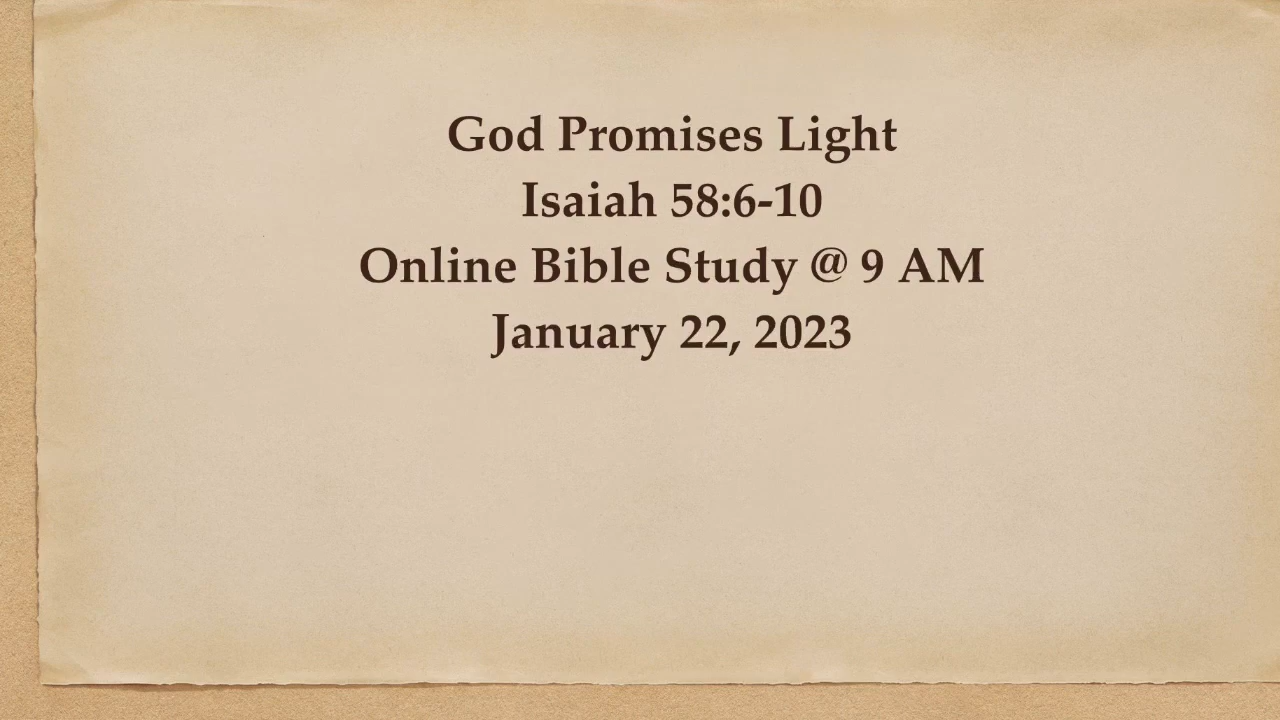 God Promises Light
Isaiah 58:6-10
Online Bible Study @ 9 AM
January 22, 2023